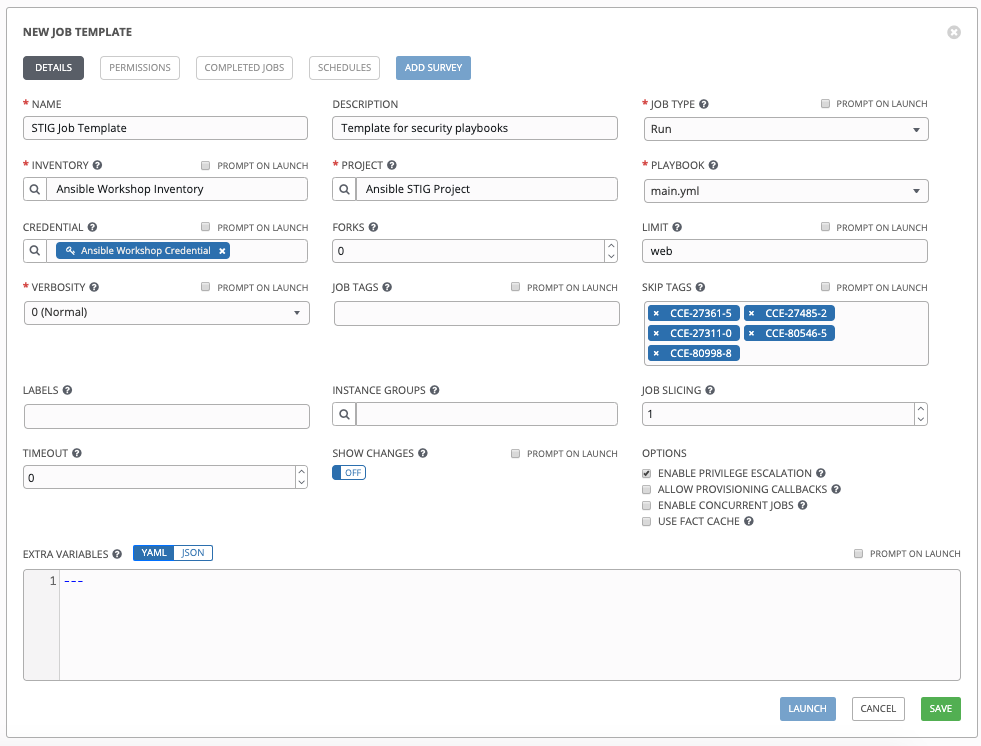 NEW JOB TEMPLATE
DETAILS PERMISSIONS COMPLETED JOBS SCHEDULES ADD SURVEY
* NAME DESCRIPTION * JOB TYPE ? PROMPT ON LAUNCH
STIG Job Template Template for security playbooks Run
* INVENTORY ? PROMPT ON LAUNCH * PROJECT ? * PLAYBOOK ?
Ansible Workshop Inventory Ansible STIG Project main.yml
CREDENTIAL ? PROMPT ON LAUNCH FORKS ? LIMIT ? PROMPT ON LAUNCH
Ansible Workshop Credential × 0 web
* VERBOSITY ? PROMPT ON LAUNCH JOB TAGS ? PROMPT ON LAUNCH SKIP TAGS ? PROMPT ON LAUNCH
0 (Normal) × CCE-27361-5 × CCE-27485-2
× CCE-27311-0 × CCE-80546-5
× CCE-80998-8
LABELS ? INSTANCE GROUPS ? JOB SLICING ?
1
TIMEOUT ? SHOW CHANGES ? PROMPT ON LAUNCH OPTIONS
0 OFF ENABLE PRIVILEGE ESCALATION ?
ALLOW PROVISIONING CALLBACKS ?
ENABLE CONCURRENT JOBS ?
USE FACT CACHE ?
EXTRA VARIABLES ? YAML JSON PROMPT ON LAUNCH
1 ---
LAUNCH CANCEL SAVE